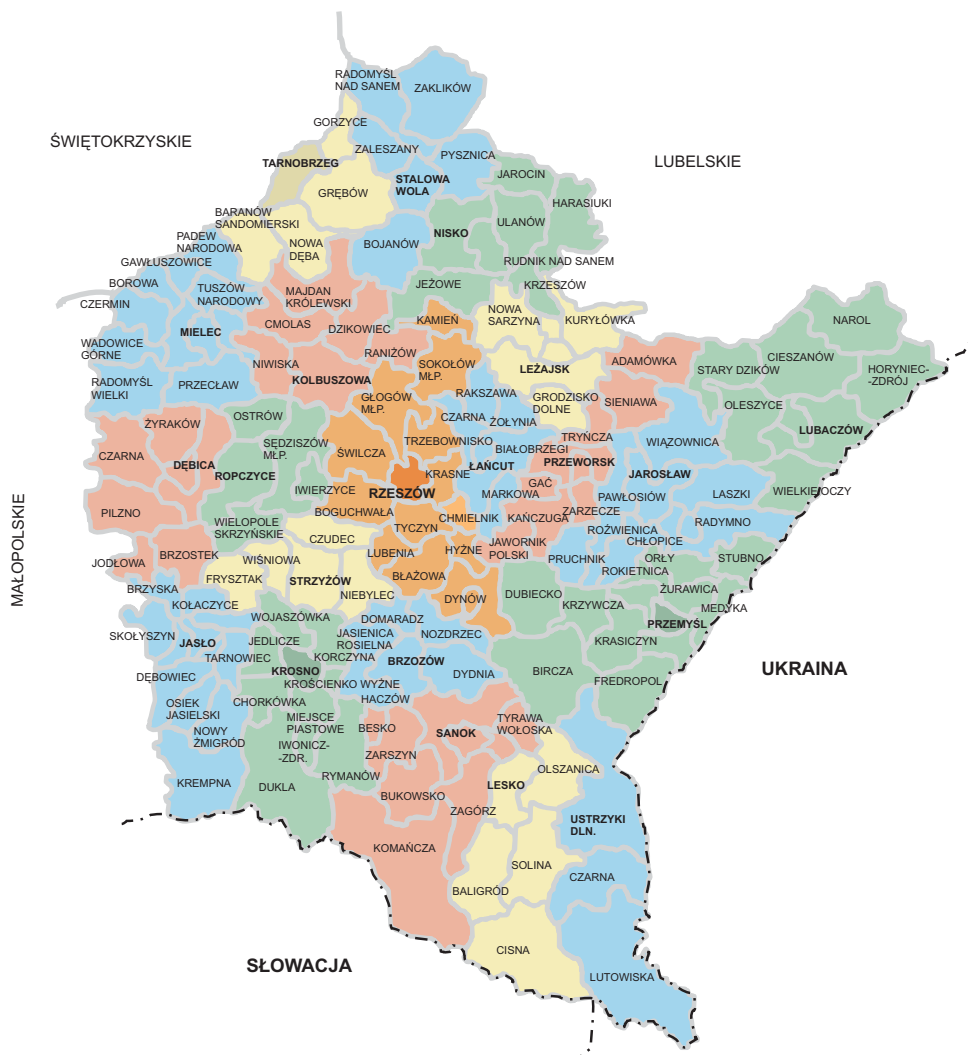 RADOMYŚL
NAD SANEM
ZAKLIKÓW
GORZYCE
ŚWIĘTOKRZYSKIE
ZALESZANY
PYSZNICA
LUBELSKIE
TARNOBRZEG
JAROCIN
STALOWA
WOLA
GRĘBÓW
HARASIUKI
BARANÓW
SANDOMIERSKI
ULANÓW
NISKO
PADEW
NARODOWA
NOWA
DĘBA
BOJANÓW
GAWŁUSZOWICE
RUDNIK NAD SANEM
BOROWA
TUSZÓW
NARODOWY
JEŻOWE
KRZESZÓW
MAJDAN
KRÓLEWSKI
CZERMIN
NOWA
SARZYNA
KURYŁÓWKA
KAMIEŃ
NAROL
CMOLAS
DZIKOWIEC
MIELEC
WADOWICE
GÓRNE
RANIŻÓW
CIESZANÓW
ADAMÓWKA
NIWISKA
SOKOŁÓW
MŁP.
LEŻAJSK
STARY DZIKÓW
HORYNIEC-
-ZDRÓJ
RADOMYŚL
WIELKI
PRZECŁAW
KOLBUSZOWA
RAKSZAWA
GŁOGÓW
MŁP.
GRODZISKO
DOLNE
SIENIAWA
OLESZYCE
OSTRÓW
CZARNA
ŻOŁYNIA
ŻYRAKÓW
LUBACZÓW
TRYŃCZA
SĘDZISZÓW
MŁP.
TRZEBOWNISKO
BIAŁOBRZEGI
WIĄZOWNICA
CZARNA
ŚWILCZA
DĘBICA
ŁAŃCUT
PRZEWORSK
ROPCZYCE
KRASNE
JAROSŁAW
GAĆ
IWIERZYCE
RZESZÓW
MARKOWA
PAWŁOSIÓW
LASZKI
WIELKIE OCZY
PILZNO
BOGUCHWAŁA
CHMIELNIK
KAŃCZUGA
ZARZECZE
WIELOPOLE
SKRZYŃSKIE
TYCZYN
ROŹWIENICA
RADYMNO
CZUDEC
CHŁOPICE
JAWORNIK
POLSKI
MAŁOPOLSKIE
JODŁOWA
BRZOSTEK
WIŚNIOWA
LUBENIA
HYŻNE
PRUCHNIK
ORŁY
STUBNO
ROKIETNICA
FRYSZTAK
STRZYŻÓW
BŁAŻOWA
BRZYSKA
NIEBYLEC
DYNÓW
DUBIECKO
ŻURAWICA
KOŁACZYCE
KRZYWCZA
MEDYKA
WOJASZÓWKA
DOMARADZ
PRZEMYŚL
SKOŁYSZYN
JASŁO
JEDLICZE
JASIENICA
ROSIELNA
NOZDRZEC
KRASICZYN
TARNOWIEC
KORCZYNA
BRZOZÓW
UKRAINA
DĘBOWIEC
KROSNO
DYDNIA
BIRCZA
KROŚCIENKO WYŻNE
FREDROPOL
HACZÓW
OSIEK
JASIELSKI
CHORKÓWKA
MIEJSCE
PIASTOWE
TYRAWA
WOŁOSKA
BESKO
NOWY
ŻMIGRÓD
SANOK
IWONICZ-
-ZDR.
ZARSZYN
OLSZANICA
RYMANÓW
KREMPNA
DUKLA
LESKO
BUKOWSKO
ZAGÓRZ
USTRZYKI
DLN.
KOMAŃCZA
SOLINA
CZARNA
BALIGRÓD
CISNA
SŁOWACJA
LUTOWISKA